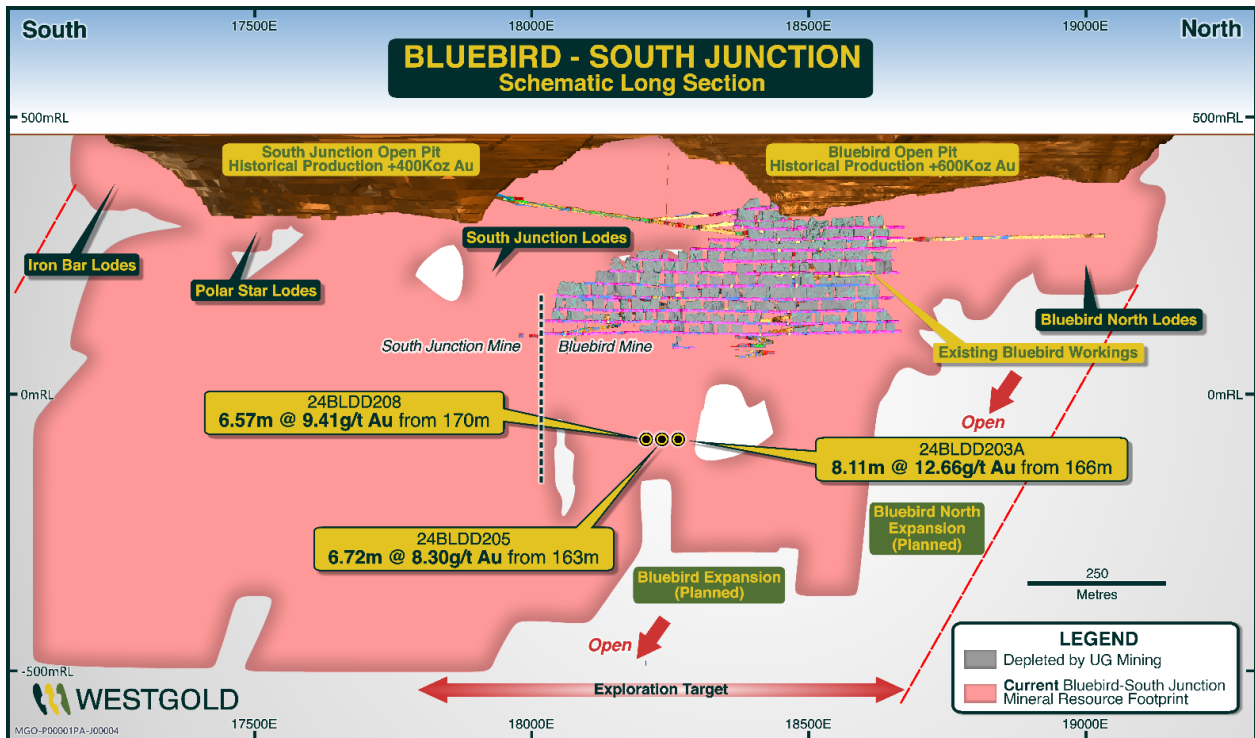 South
17500E
18000E
18500E
19000E
North
BLUEBIRD - SOUTH JUNCTION
Schematic Long Section
500mRL
500mRL
South Junction Open Pit
Historical Production +400Koz Au
Bluebird Open Pit
Historical Production +600Koz Au
Iron Bar Lodes
Polar Star Lodes
South Junction Lodes
Bluebird North Lodes
South Junction Mine
Bluebird Mine
Existing Bluebird Workings
0mRL
0mRL
Open
24BLDD208
6.57m @ 9.41g/t Au from 170m
24BLDD203A
8.11m @ 12.66g/t Au from 166m
24BLDD205
6.72m @ 8.30g/t Au from 163m
Bluebird North
Expansion
(Planned)
Bluebird Expansion
(Planned)
250
Metres
Open
LEGEND
Depleted by UG Mining
Current Bluebird-South Junction
Mineral Resource Footprint
-500mRL
Exploration Target
WESTGOLD
MGO-P00001PA-J00004
17500E
18000E
18500E
19000E